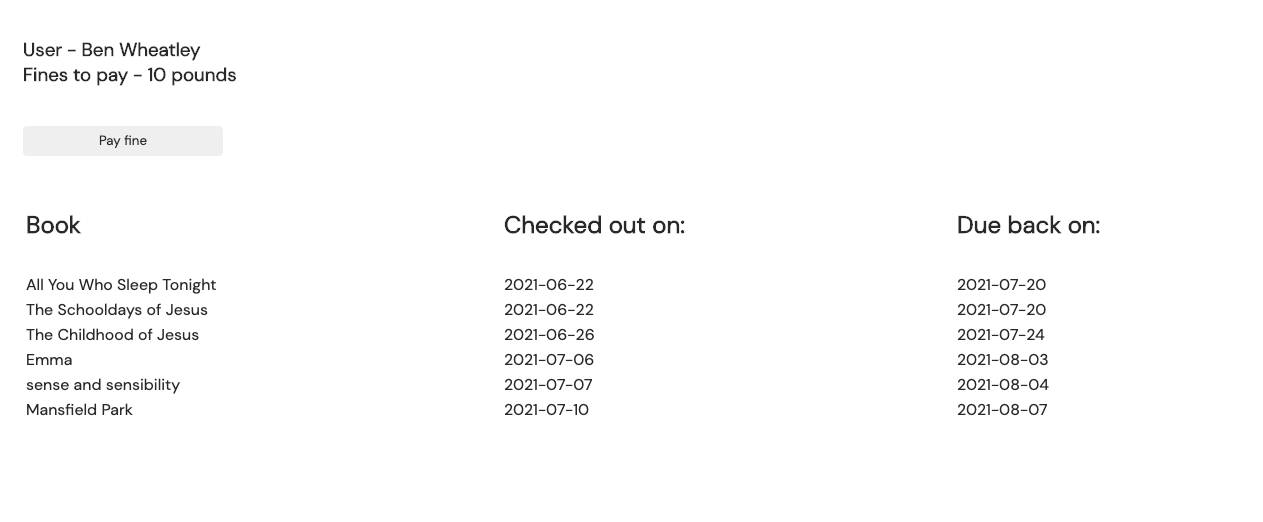 User - Ben Wheatley
Fines to pay - 10 pounds
Pay fine
Book Checked out on: Due back on:
All You Who Sleep Tonight 2021-06-22 2021-07-20
The Schooldays of Jesus 2021-06-22 2021-07-20
The Childhood of Jesus 2021-06-26 2021-07-24
Emma 2021-07-06 2021-08-03
sense and sensibility 2021-07-07 2021-08-04
Mansfield Park 2021-07-10 2021-08-07